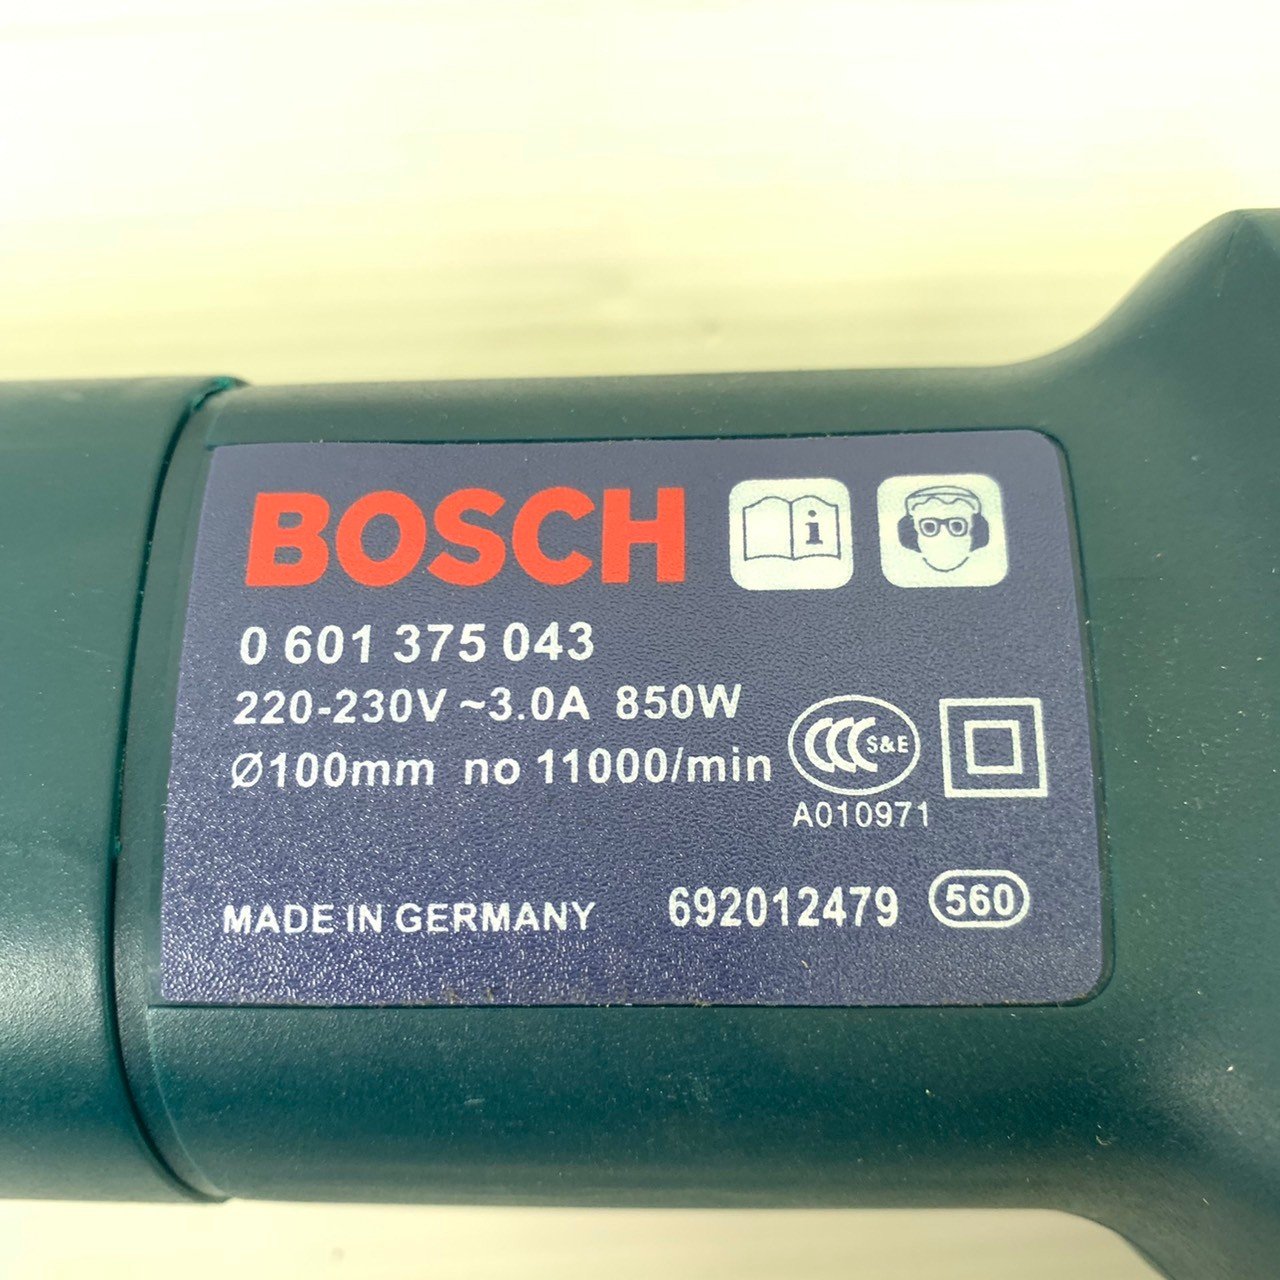 BOSCH
i
0 601 375 043
220-230V ~3.0A 850W
Ø100mm no 11000/min
CCC S&E
A010971
MADE IN GERMANY 692012479 560